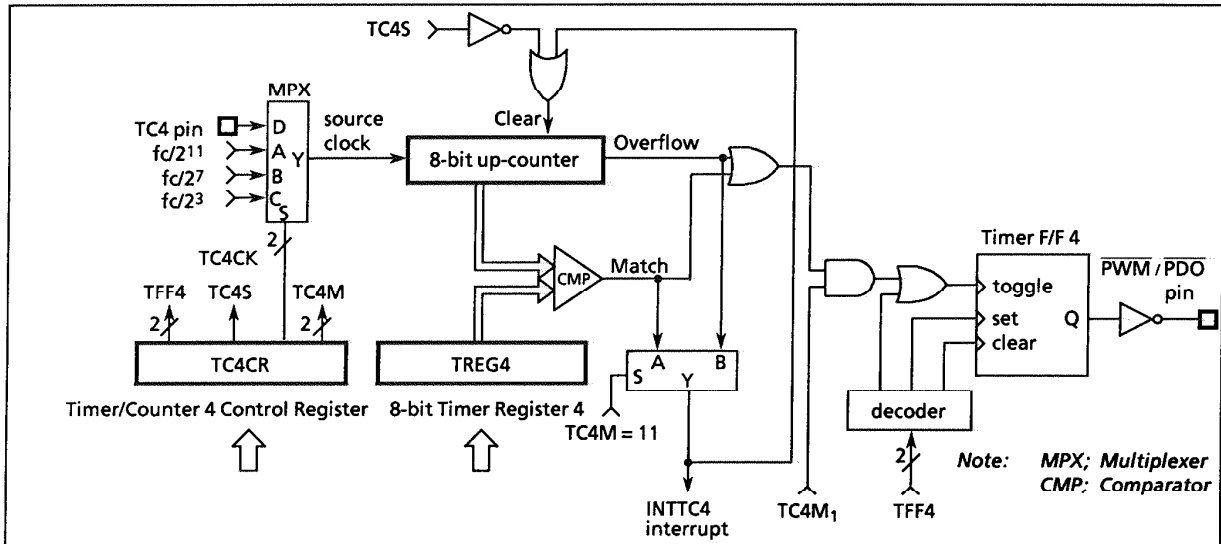 TC4S
MPX
TC4 pin
D
source
clock
Clear
Overflow
fc/2¹¹
A
Y
8-bit up-counter
fc/2⁷
B
fc/2³
C
S
2
TC4CK
CMP
Match
Timer F/F 4
toggle
set
clear
Q
PWM / PDO
pin
TFF4
TC4S
TC4M
2
2
TC4CR
TREG4
A
B
S
Y
Timer/Counter 4 Control Register
8-bit Timer Register 4
TC4M = 11
decoder
2
Note: MPX; Multiplexer
CMP; Comparator
INTTC4
interrupt
TC4M₁
TFF4